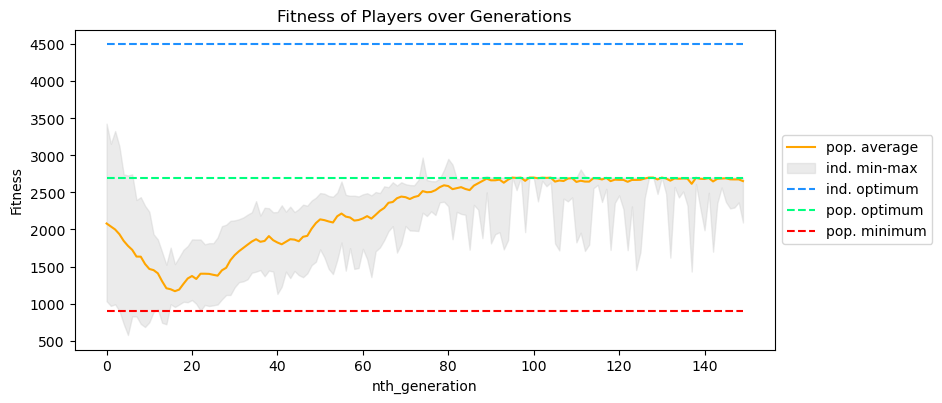 Fitness of Players over Generations
Fitness
4500
4000
3500
3000
2500
2000
1500
1000
500
0
20
40
60
80
100
120
140
nth_generation
pop. average
ind. min-max
ind. optimum
pop. optimum
pop. minimum